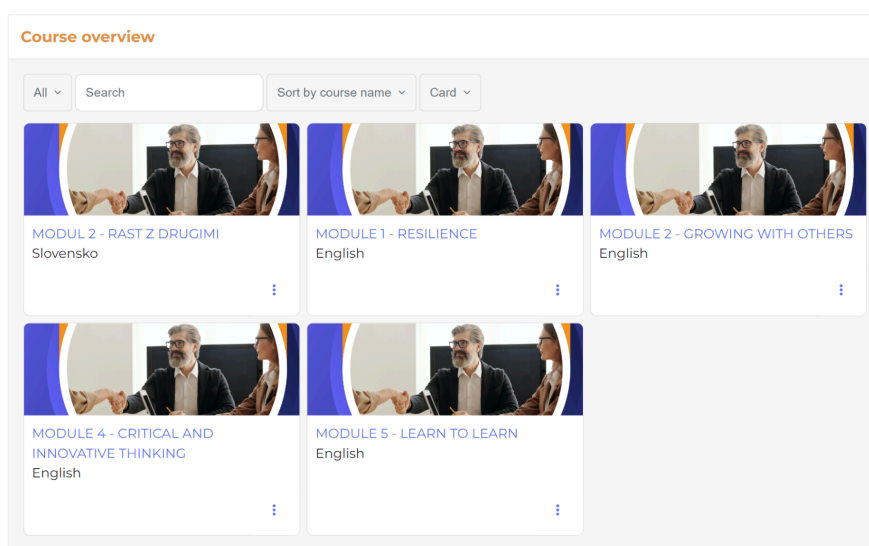 Course overview
All
Search
Sort by course name
Card
MODUL 2 - RAST Z DRUGIMI
Slovensko
MODULE 1 - RESILIENCE
English
MODULE 2 - GROWING WITH OTHERS
English
MODULE 4 - CRITICAL AND
INNOVATIVE THINKING
English
MODULE 5 - LEARN TO LEARN
English